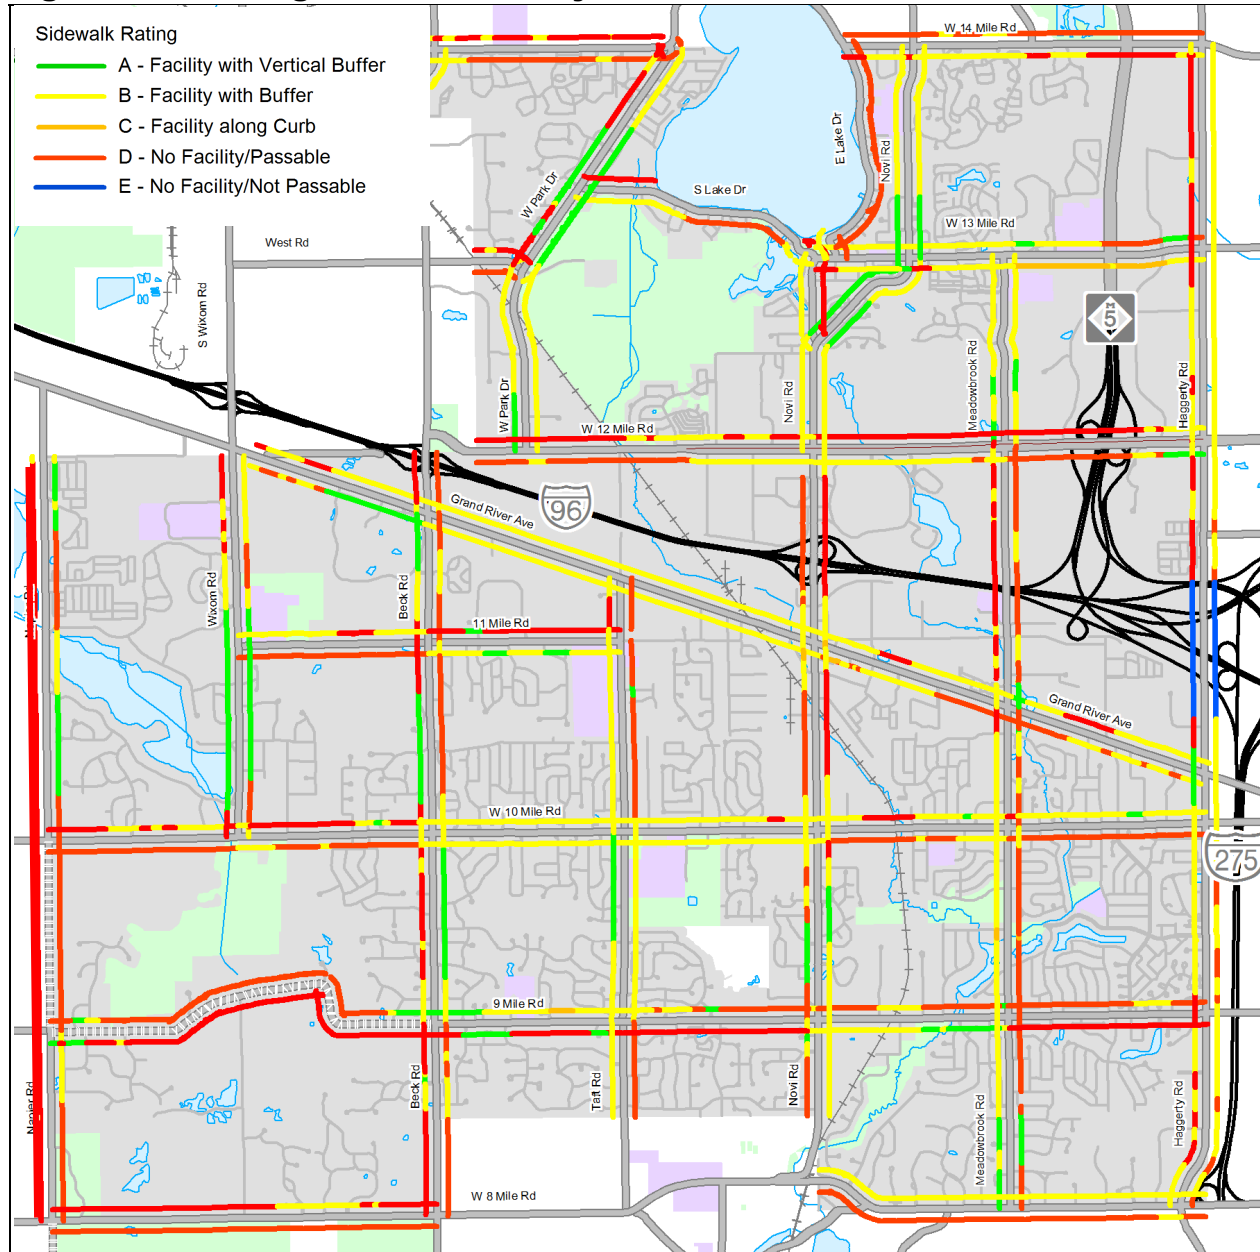 Sidewalk Rating
A - Facility with Vertical Buffer
B - Facility with Buffer
C - Facility along Curb
D - No Facility/Passable
E - No Facility/Not Passable
W 14 Mile Rd
E Lake Dr
Novi Rd
W Park Dr
S Lake Dr
W 13 Mile Rd
West Rd
S Wixom Rd
M
5
Meadowbrook Rd
Haggerty Rd
W Park Dr
Novi Rd
W 12 Mile Rd
Grand River Ave
96
Wixom Rd
Beck Rd
11 Mile Rd
Grand River Ave
W 10 Mile Rd
275
9 Mile Rd
Beck Rd
Taft Rd
Novi Rd
Meadowbrook Rd
Haggerty Rd
Napier Rd
W 8 Mile Rd